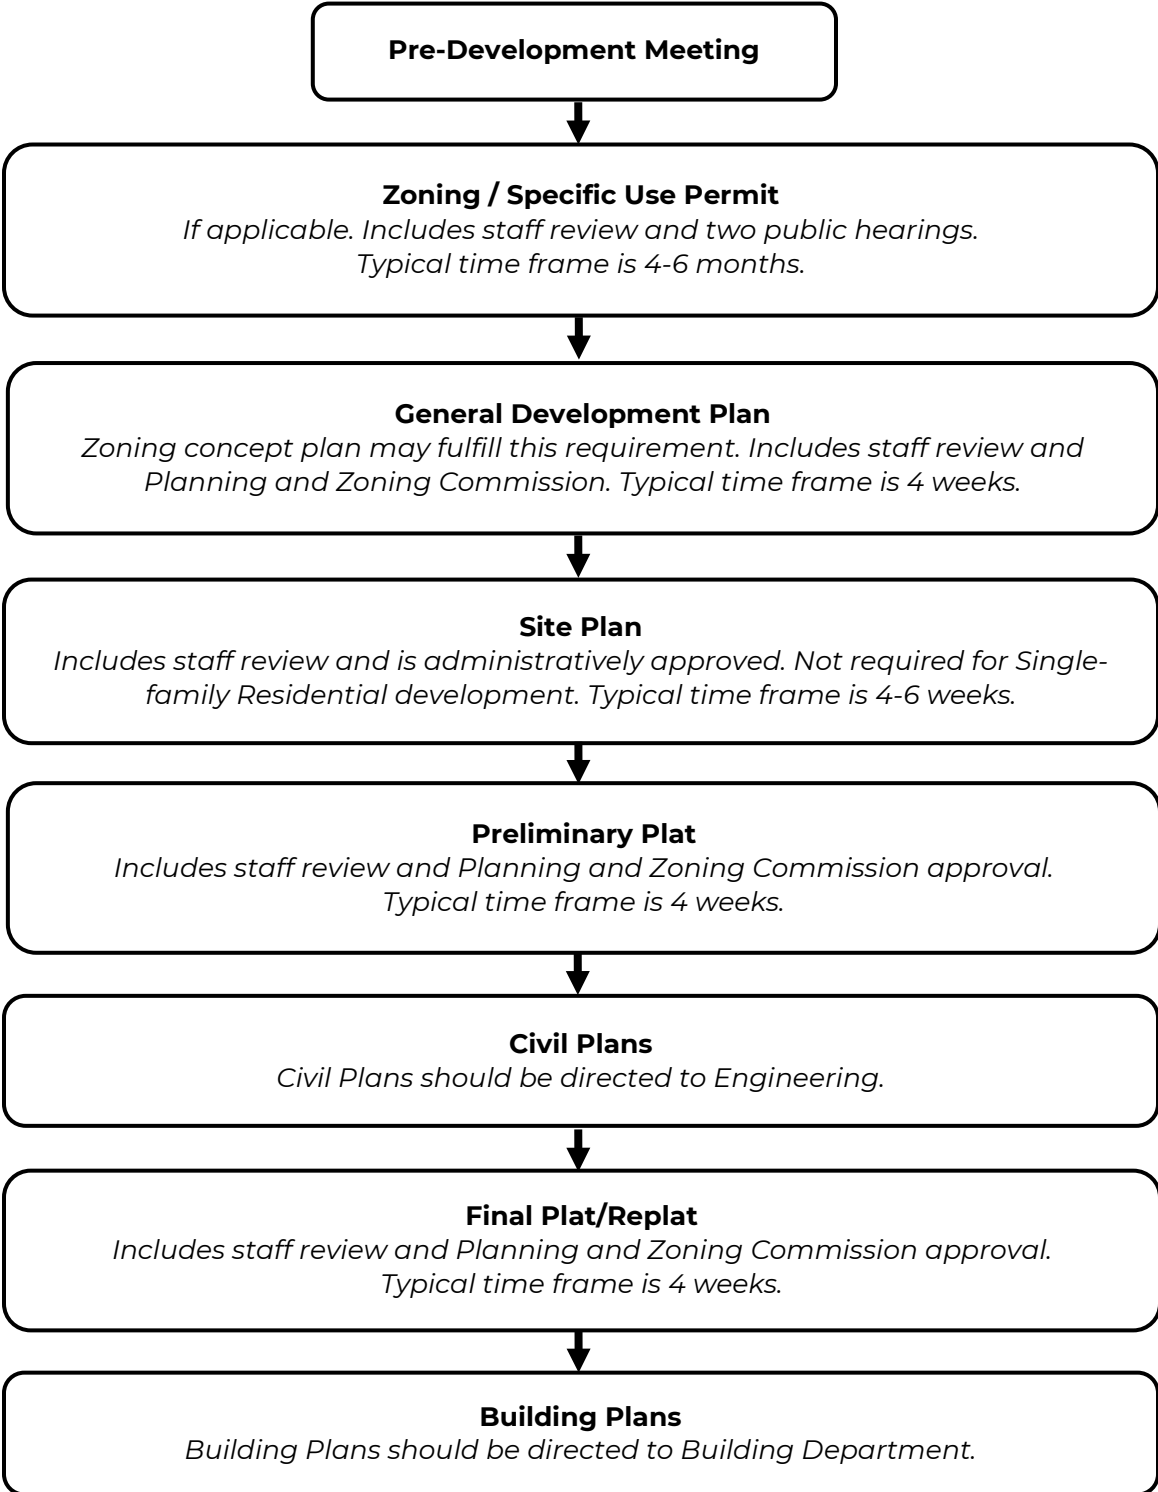 Pre-Development Meeting
Zoning / Specific Use Permit
If applicable. Includes staff review and two public hearings.
Typical time frame is 4-6 months.
General Development Plan
Zoning concept plan may fulfill this requirement. Includes staff review and
Planning and Zoning Commission. Typical time frame is 4 weeks.
Site Plan
Includes staff review and is administratively approved. Not required for Single-
family Residential development. Typical time frame is 4-6 weeks.
Preliminary Plat
Includes staff review and Planning and Zoning Commission approval.
Typical time frame is 4 weeks.
Civil Plans
Civil Plans should be directed to Engineering.
Final Plat/Replat
Includes staff review and Planning and Zoning Commission approval.
Typical time frame is 4 weeks.
Building Plans
Building Plans should be directed to Building Department.